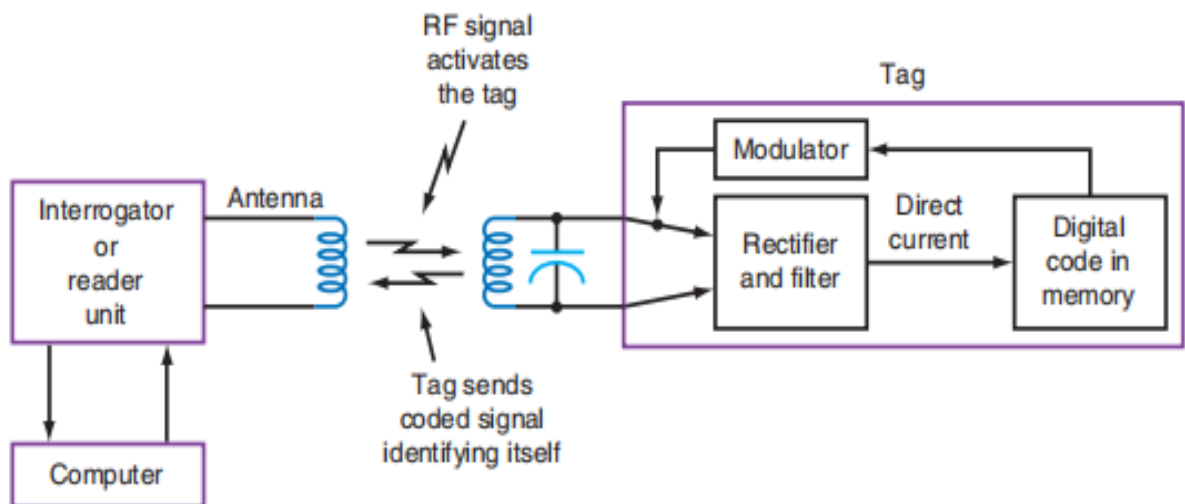 RF signal
activates
the tag
Tag
Modulator
Antenna
Interrogator
or
reader
unit
Direct
current
Rectifier
and filter
Digital
code in
memory
Tag sends
coded signal
identifying itself
Computer